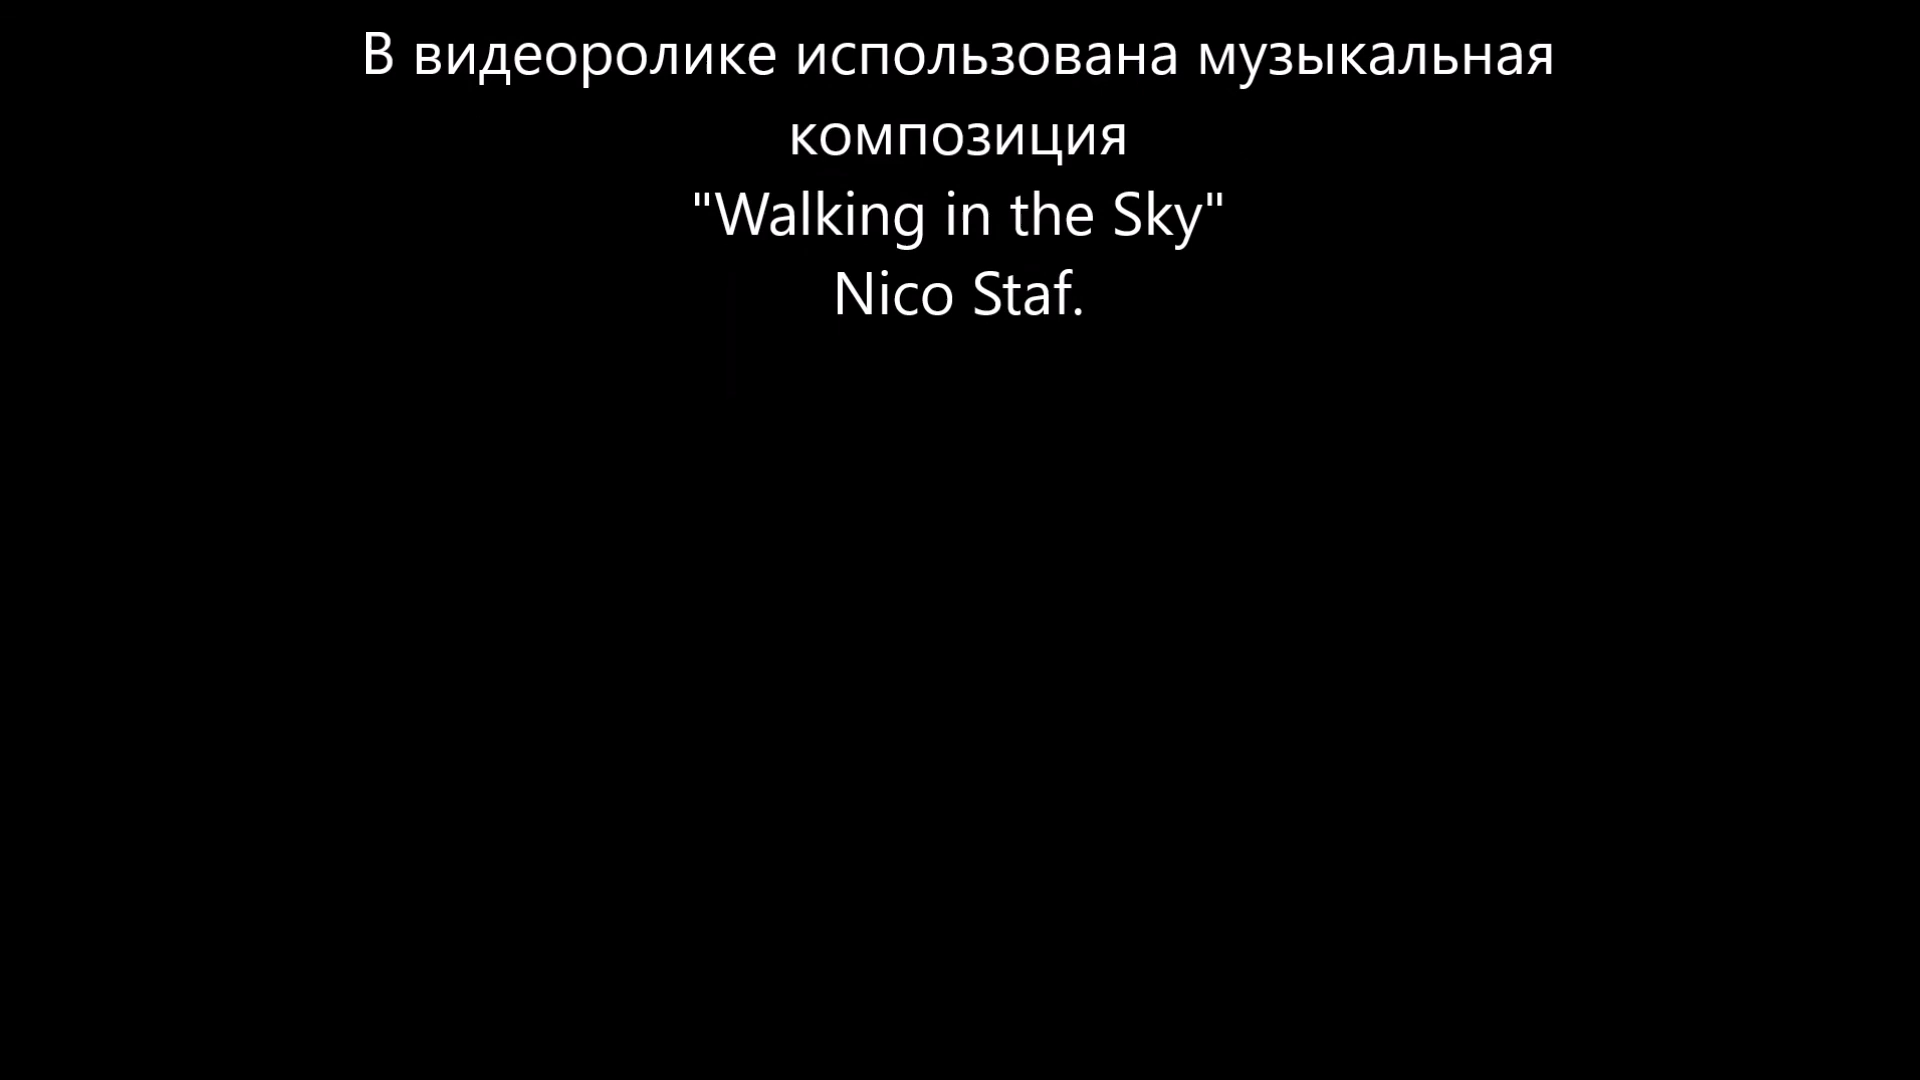 В видеоролике использована музыкальная
композиция
"Walking in the Sky"
Nico Staf.